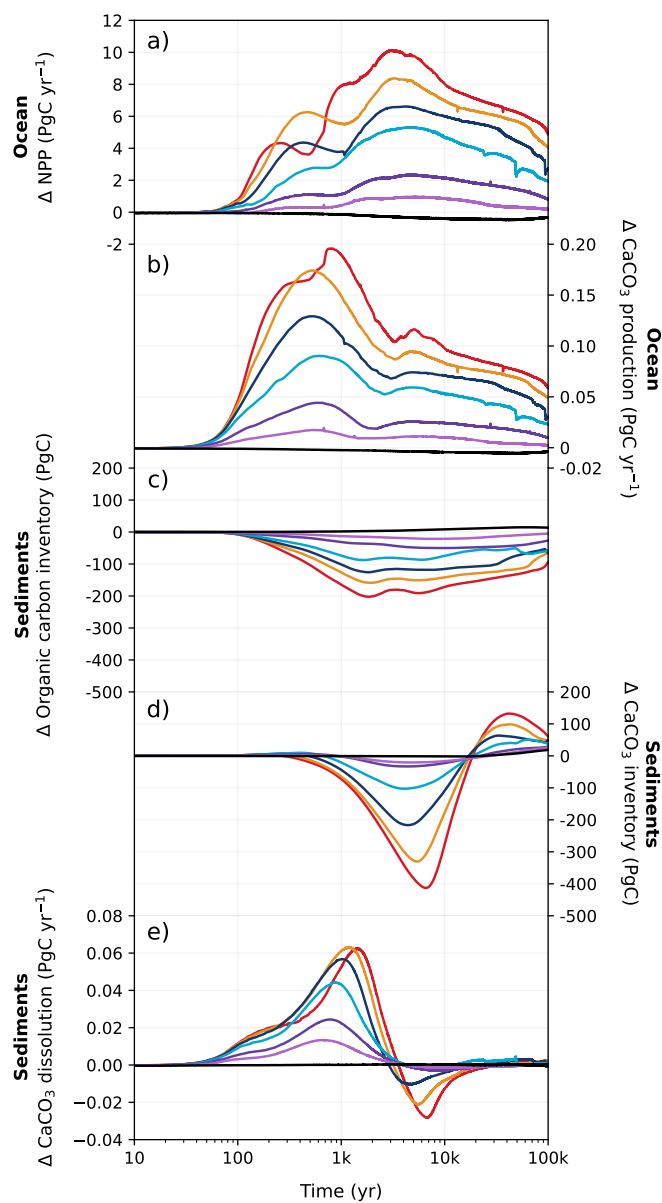 a)
12
10
8
6
4
2
0
-2
Ocean
Δ NPP (PgC yr⁻¹)
b)
0.20
0.15
0.10
0.05
0
-0.02
Δ CaCO₃ production (PgC yr⁻¹)
Ocean
c)
200
100
0
-100
-200
-300
-400
-500
Sediments
Δ Organic carbon inventory (PgC)
d)
200
100
0
-100
-200
-300
-400
-500
Δ CaCO₃ inventory (PgC)
Sediments
e)
0.08
0.06
0.04
0.02
0.00
−0.02
−0.04
Sediments
Δ CaCO₃ dissolution (PgC yr⁻¹)
10
100
1k
10k
100k
Time (yr)